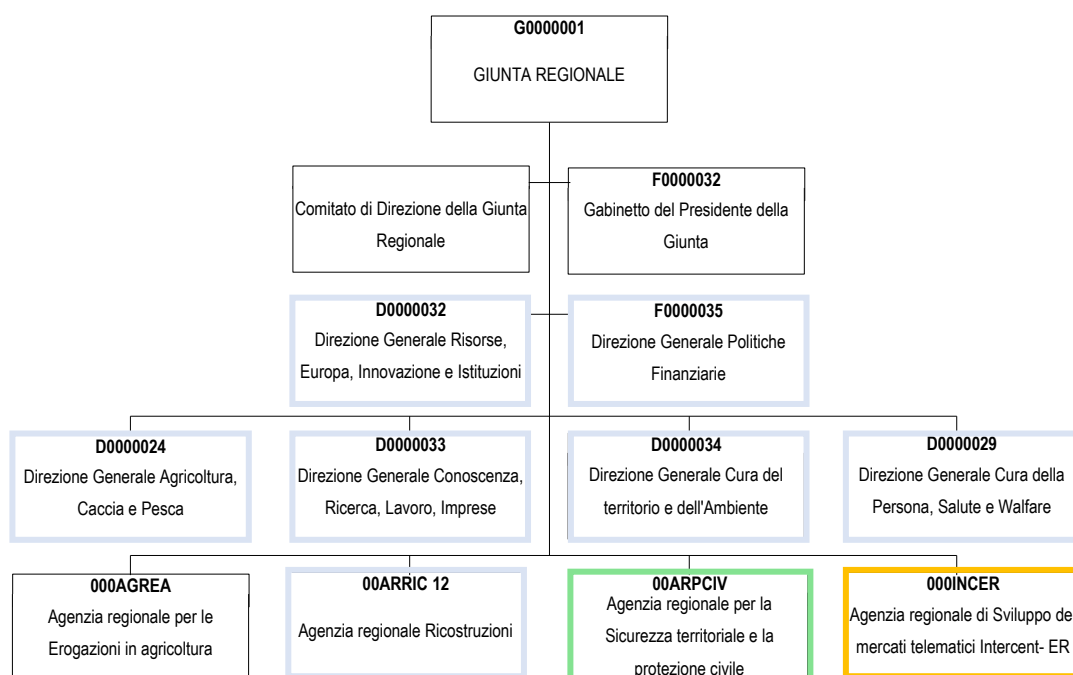 G0000001
GIUNTA REGIONALE
Comitato di Direzione della Giunta
Regionale
F0000032
Gabinetto del Presidente della
Giunta
D0000032
Direzione Generale Risorse,
Europa, Innovazione e Istituzioni
F0000035
Direzione Generale Politiche
Finanziarie
D0000024
Direzione Generale Agricoltura,
Caccia e Pesca
D0000033
Direzione Generale Conoscenza,
Ricerca, Lavoro, Imprese
D0000034
Direzione Generale Cura del
territorio e dell'Ambiente
D0000029
Direzione Generale Cura della
Persona, Salute e Welfare
000AGREA
Agenzia regionale per le
Erogazioni in agricoltura
00ARRIC 12
Agenzia regionale Ricostruzioni
00ARPCIV
Agenzia regionale per la
Sicurezza territoriale e la
protezione civile
000INCER
Agenzia regionale di Sviluppo de
mercati telematici Intercent- ER